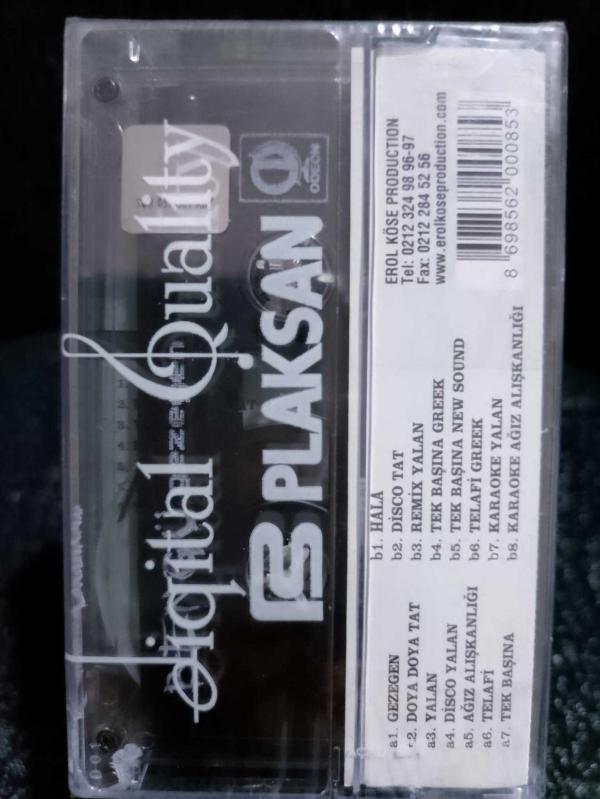 Digital Quality
PLAKSAN
ODEON
a1. GEZEGEN
2. DOYA DOYA TAT
a3. YALAN
a4. DİSCO YALAN
a5. AĞIZ ALIŞKANLIĞI
a6. TELAFİ
a7. TEK BAŞINA
b1. HALA
b2. DİSCO TAT
b3. REMİX YALAN
b4. TEK BAŞINA GREEK
b5. TEK BAŞINA NEW SOUND
b6. TELAFİ GREEK
b7. KARAOKE YALAN
b8. KARAOKE AĞIZ ALIŞKANLIĞI
EROL KÖSE PRODUCTION
Tel: 0212 324 98 96-97
Fax: 0212 284 52 56
www.erolkoseproduction.com
8 698562 000853